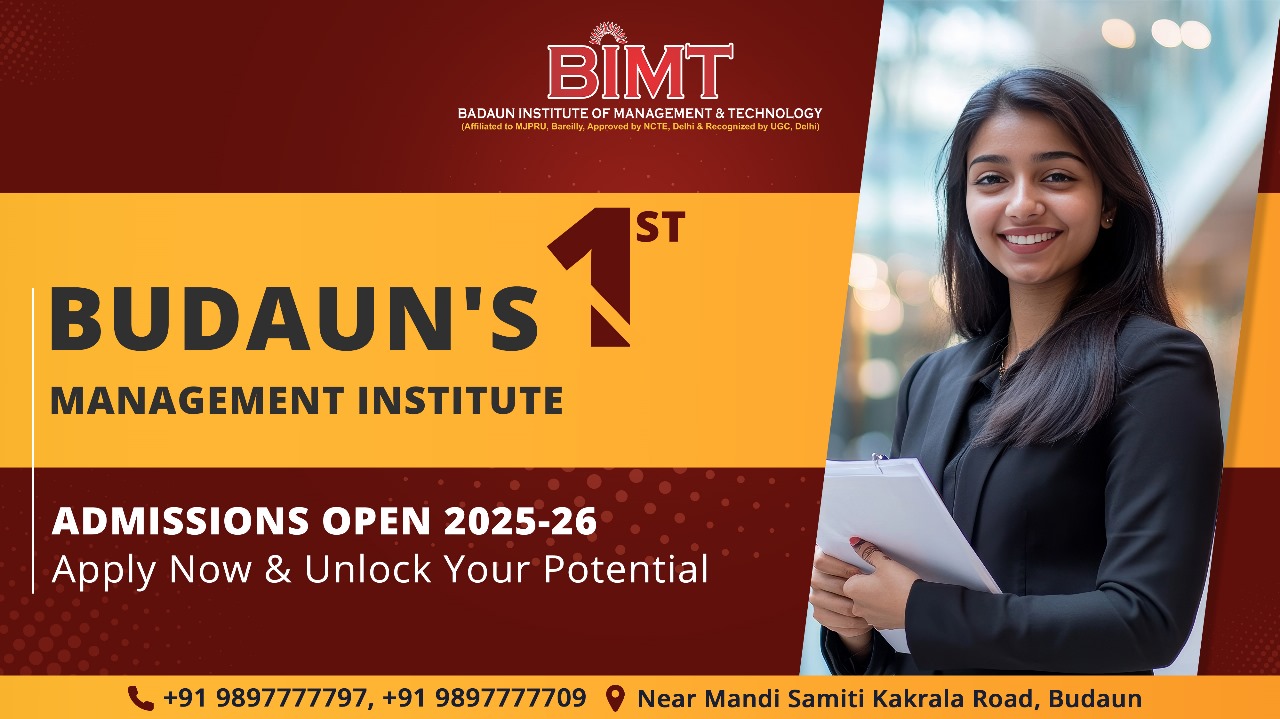 BIMT
BADAUN INSTITUTE OF MANAGEMENT & TECHNOLOGY
(Affiliated to MJPRU, Bareilly, Approved by NCTE, Delhi & Recognized by UGC, Delhi)
BUDAUN'S 1ST
MANAGEMENT INSTITUTE
ADMISSIONS OPEN 2025-26
Apply Now & Unlock Your Potential
+91 9897777797, +91 9897777709 Near Mandi Samiti Kakrala Road, Budaun